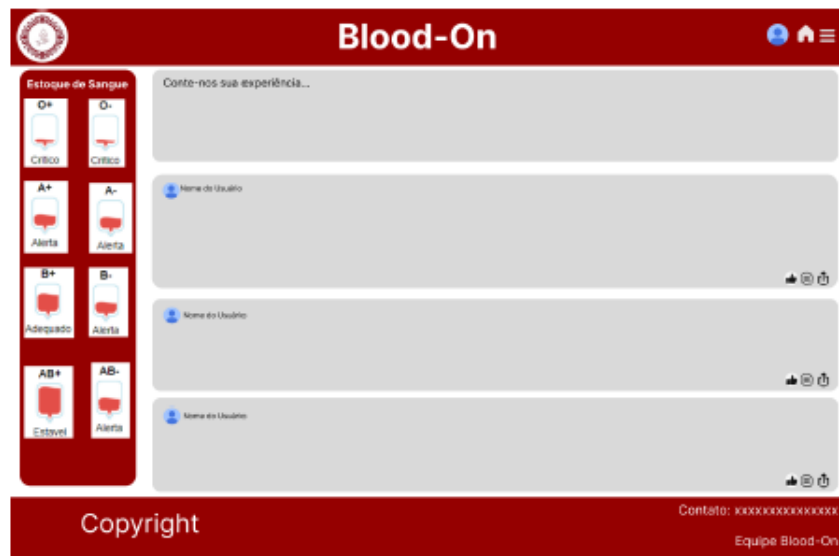 Blood-On
Estoque de Sangue
O+ O-
Crítico Crítico
A+ A-
Alerta Alerta
B+ B-
Adequado Alerta
AB+ AB-
Estavel Alerta
Conte-nos sua experiência...
Nome do Usuário
Nome do Usuário
Nome do Usuário
Copyright
Contato: xxxxxxxxxxxxxxx
Equipe Blood-On